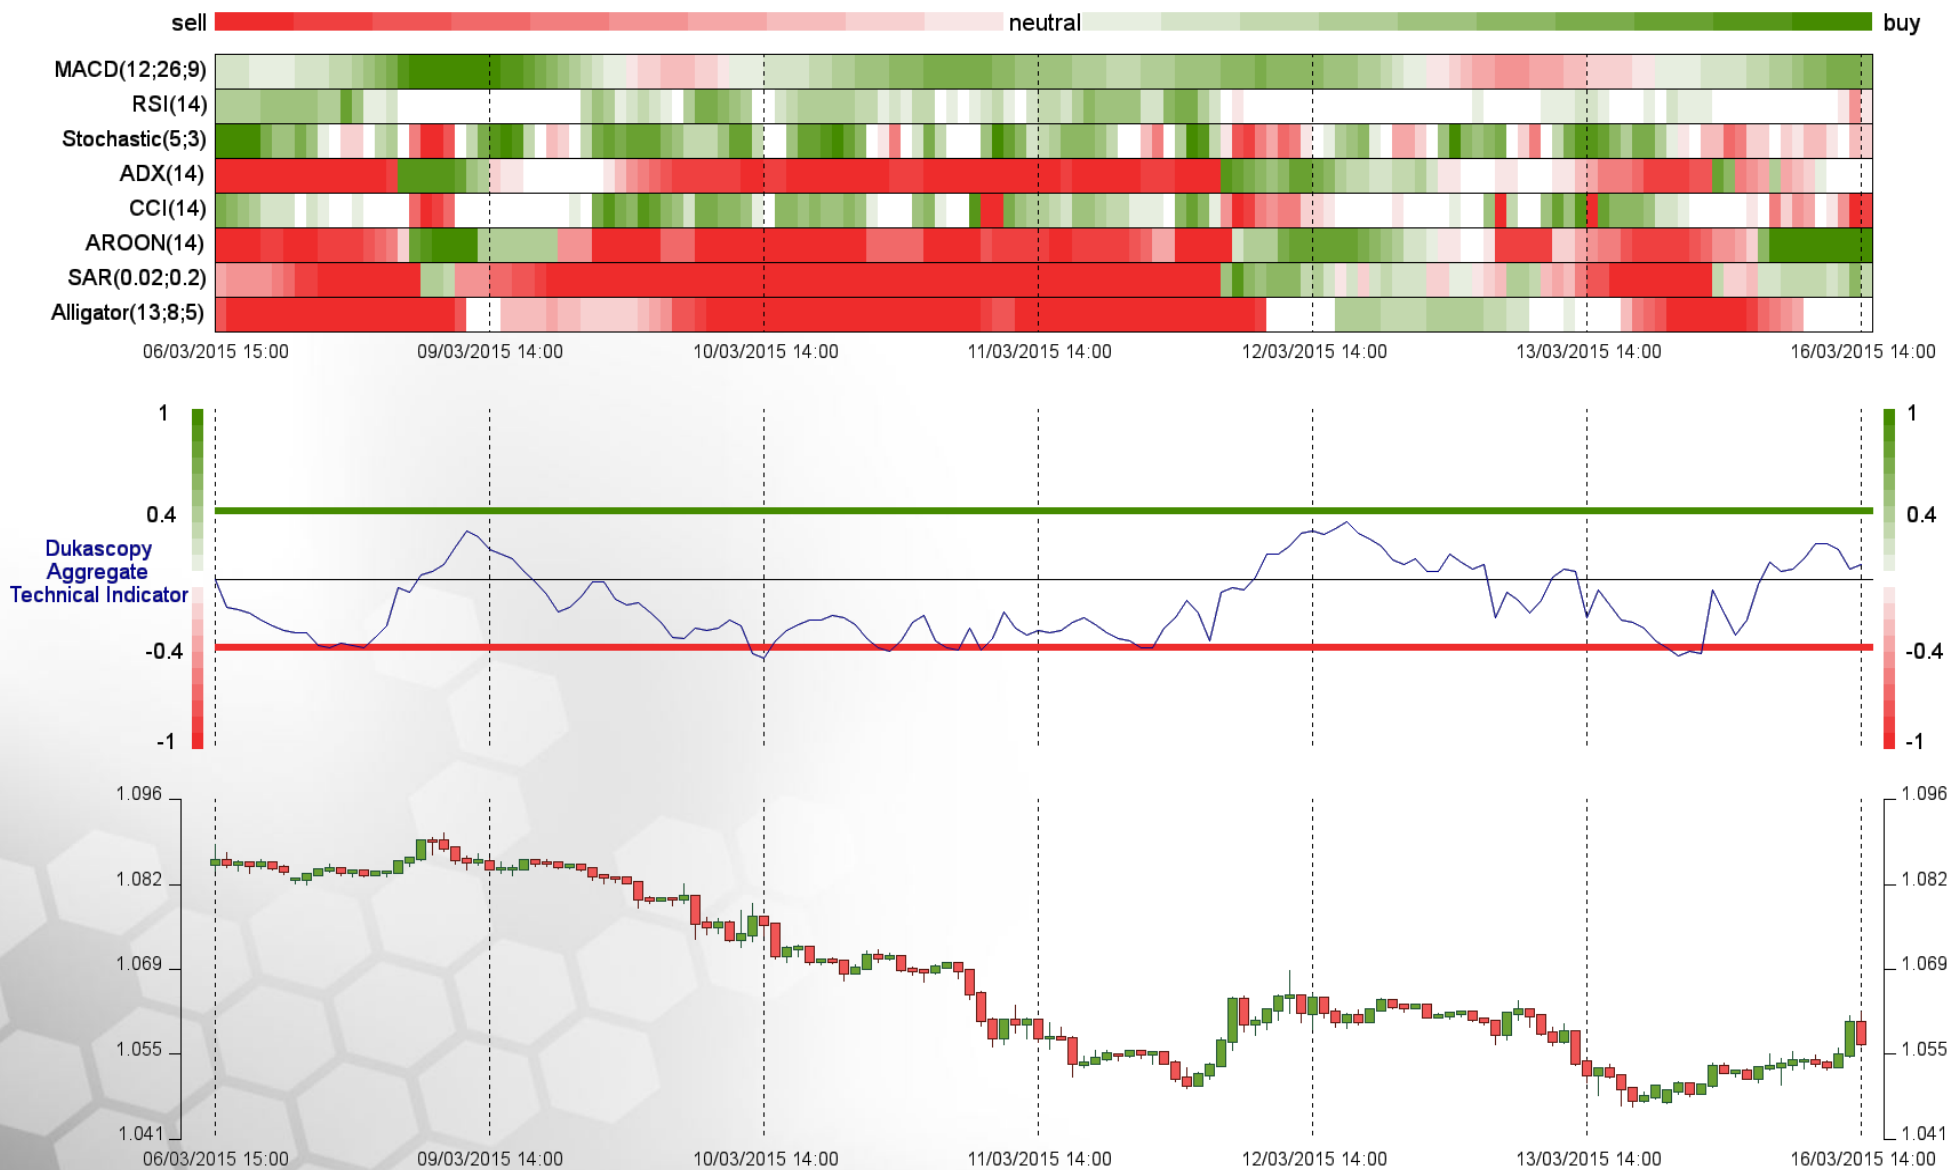 sell neutral buy
MACD(12;26;9)
RSI(14)
Stochastic(5;3)
ADX(14)
CCI(14)
AROON(14)
SAR(0.02;0.2)
Alligator(13;8;5)
06/03/2015 15:00 09/03/2015 14:00 10/03/2015 14:00 11/03/2015 14:00 12/03/2015 14:00 13/03/2015 14:00 16/03/2015 14:00
1 1
0.4 0.4
Dukascopy
Aggregate
Technical Indicator
-0.4 -0.4
-1 -1
1.096 1.096
1.082 1.082
1.069 1.069
1.055 1.055
1.041 1.041
06/03/2015 15:00 09/03/2015 14:00 10/03/2015 14:00 11/03/2015 14:00 12/03/2015 14:00 13/03/2015 14:00 16/03/2015 14:00